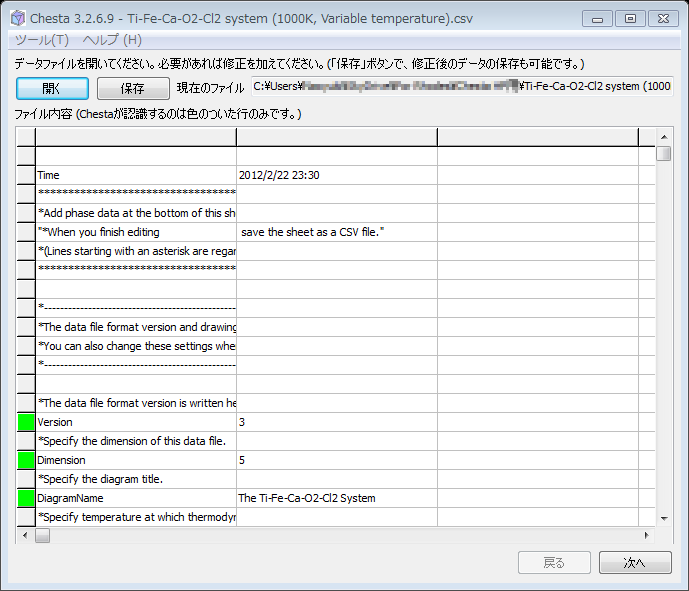 Chesta 3.2.6.9 - Ti-Fe-Ca-O2-Cl2 system (1000K, Variable temperature).csv
ツール(T) ヘルプ (H)
データファイルを開いてください。必要があれば修正を加えてください。(「保存」ボタンで、修正後のデータの保存も可能です。)
開く 保存 現在のファイル C:¥Users¥ ¥Ti-Fe-Ca-O2-Cl2 system (1000
ファイル内容 (Chestaが認識するのは色のついた行のみです。)
Time 2012/2/22 23:30
*********************************
*Add phase data at the bottom of this sh
"*When you finish editing save the sheet as a CSV file."
*(Lines starting with an asterisk are regar
*********************************
*-----------------------------------------------
*The data file format version and drawing
*You can also change these settings whe
*-----------------------------------------------
*The data file format version is written he
Version 3
*Specify the dimension of this data file.
Dimension 5
*Specify the diagram title.
DiagramName The Ti-Fe-Ca-O2-Cl2 System
*Specify temperature at which thermodyn
戻る 次へ